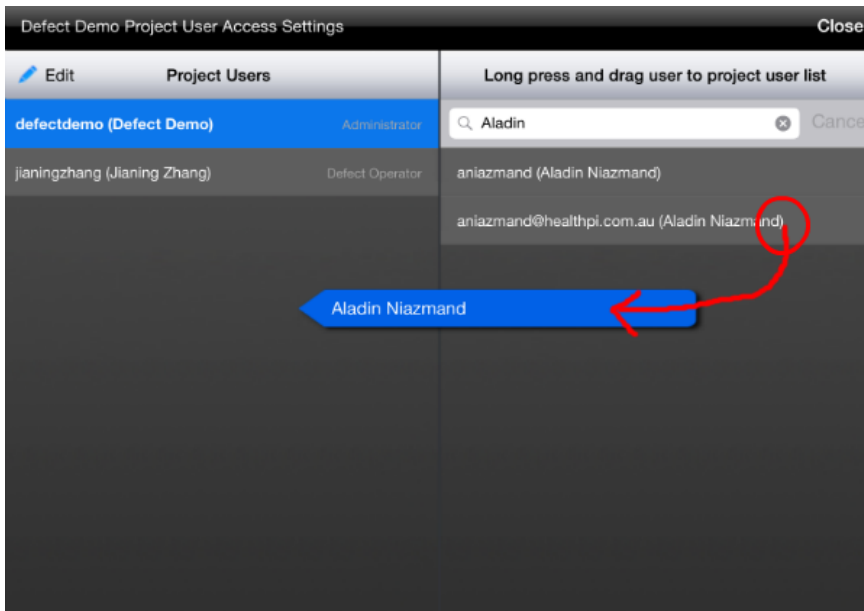 Defect Demo Project User Access Settings Close
Edit Project Users
Long press and drag user to project user list
defectdemo (Defect Demo) Administrator
Aladin Cance
jianingzhang (Jianing Zhang) Defect Operator
aniazmand (Aladin Niazmand)
aniazmand@healthpi.com.au (Aladin Niazmand)
Aladin Niazmand